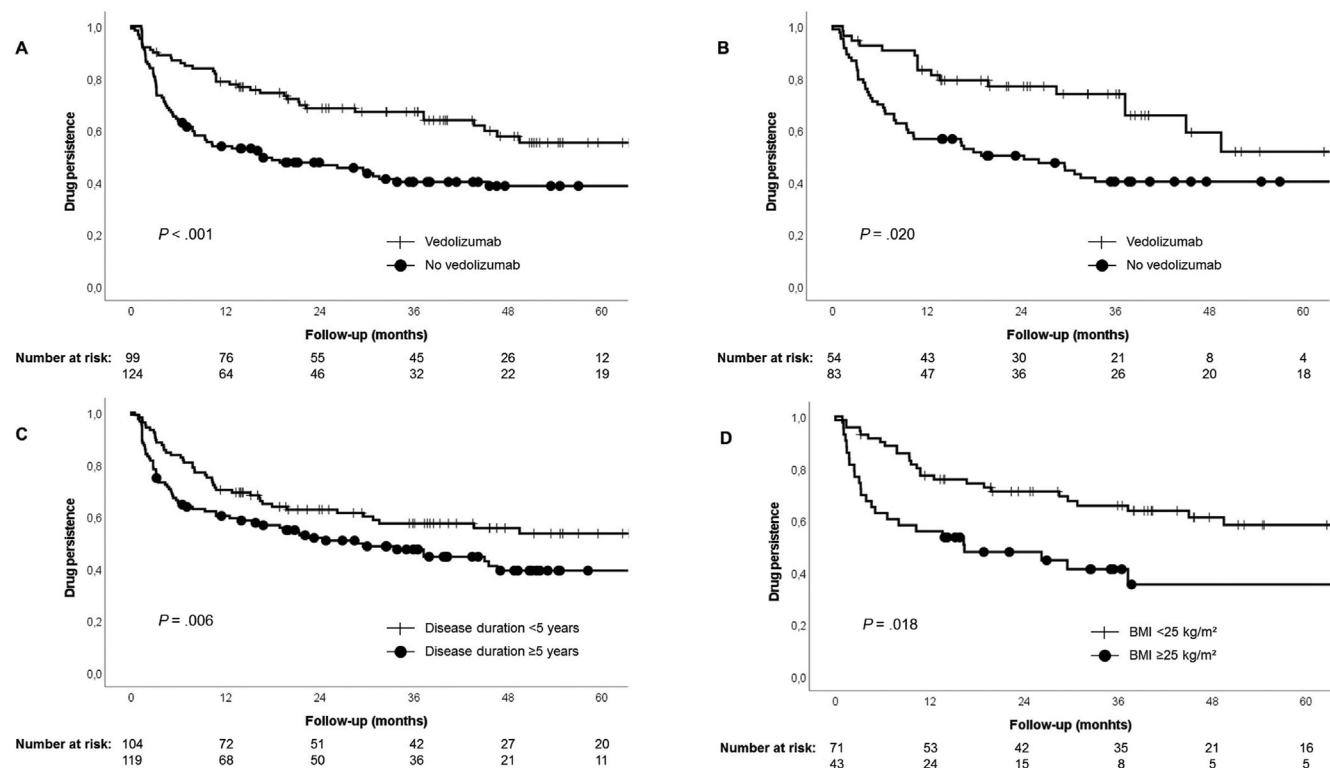 A
1,0
0,8
0,6
0,4
0,2
0,0
Drug persistence
P < .001
Vedolizumab
No vedolizumab
0 12 24 36 48 60
Follow-up (months)
Number at risk: 99 76 55 45 26 12
124 64 46 32 22 19
B
1,0
0,8
0,6
0,4
0,2
0,0
Drug persistence
P = .020
Vedolizumab
No vedolizumab
0 12 24 36 48 60
Follow-up (months)
Number at risk: 54 43 30 21 8 4
83 47 36 26 20 18
C
1,0
0,8
0,6
0,4
0,2
0,0
Drug persistence
P = .006
Disease duration <5 years
Disease duration ≥5 years
0 12 24 36 48 60
Follow-up (months)
Number at risk: 104 72 51 42 27 20
119 68 50 36 21 11
D
1,0
0,8
0,6
0,4
0,2
0,0
Drug persistence
P = .018
BMI <25 kg/m²
BMI ≥25 kg/m²
0 12 24 36 48 60
Follow-up (monhts)
Number at risk: 71 53 42 35 21 16
43 24 15 8 5 5